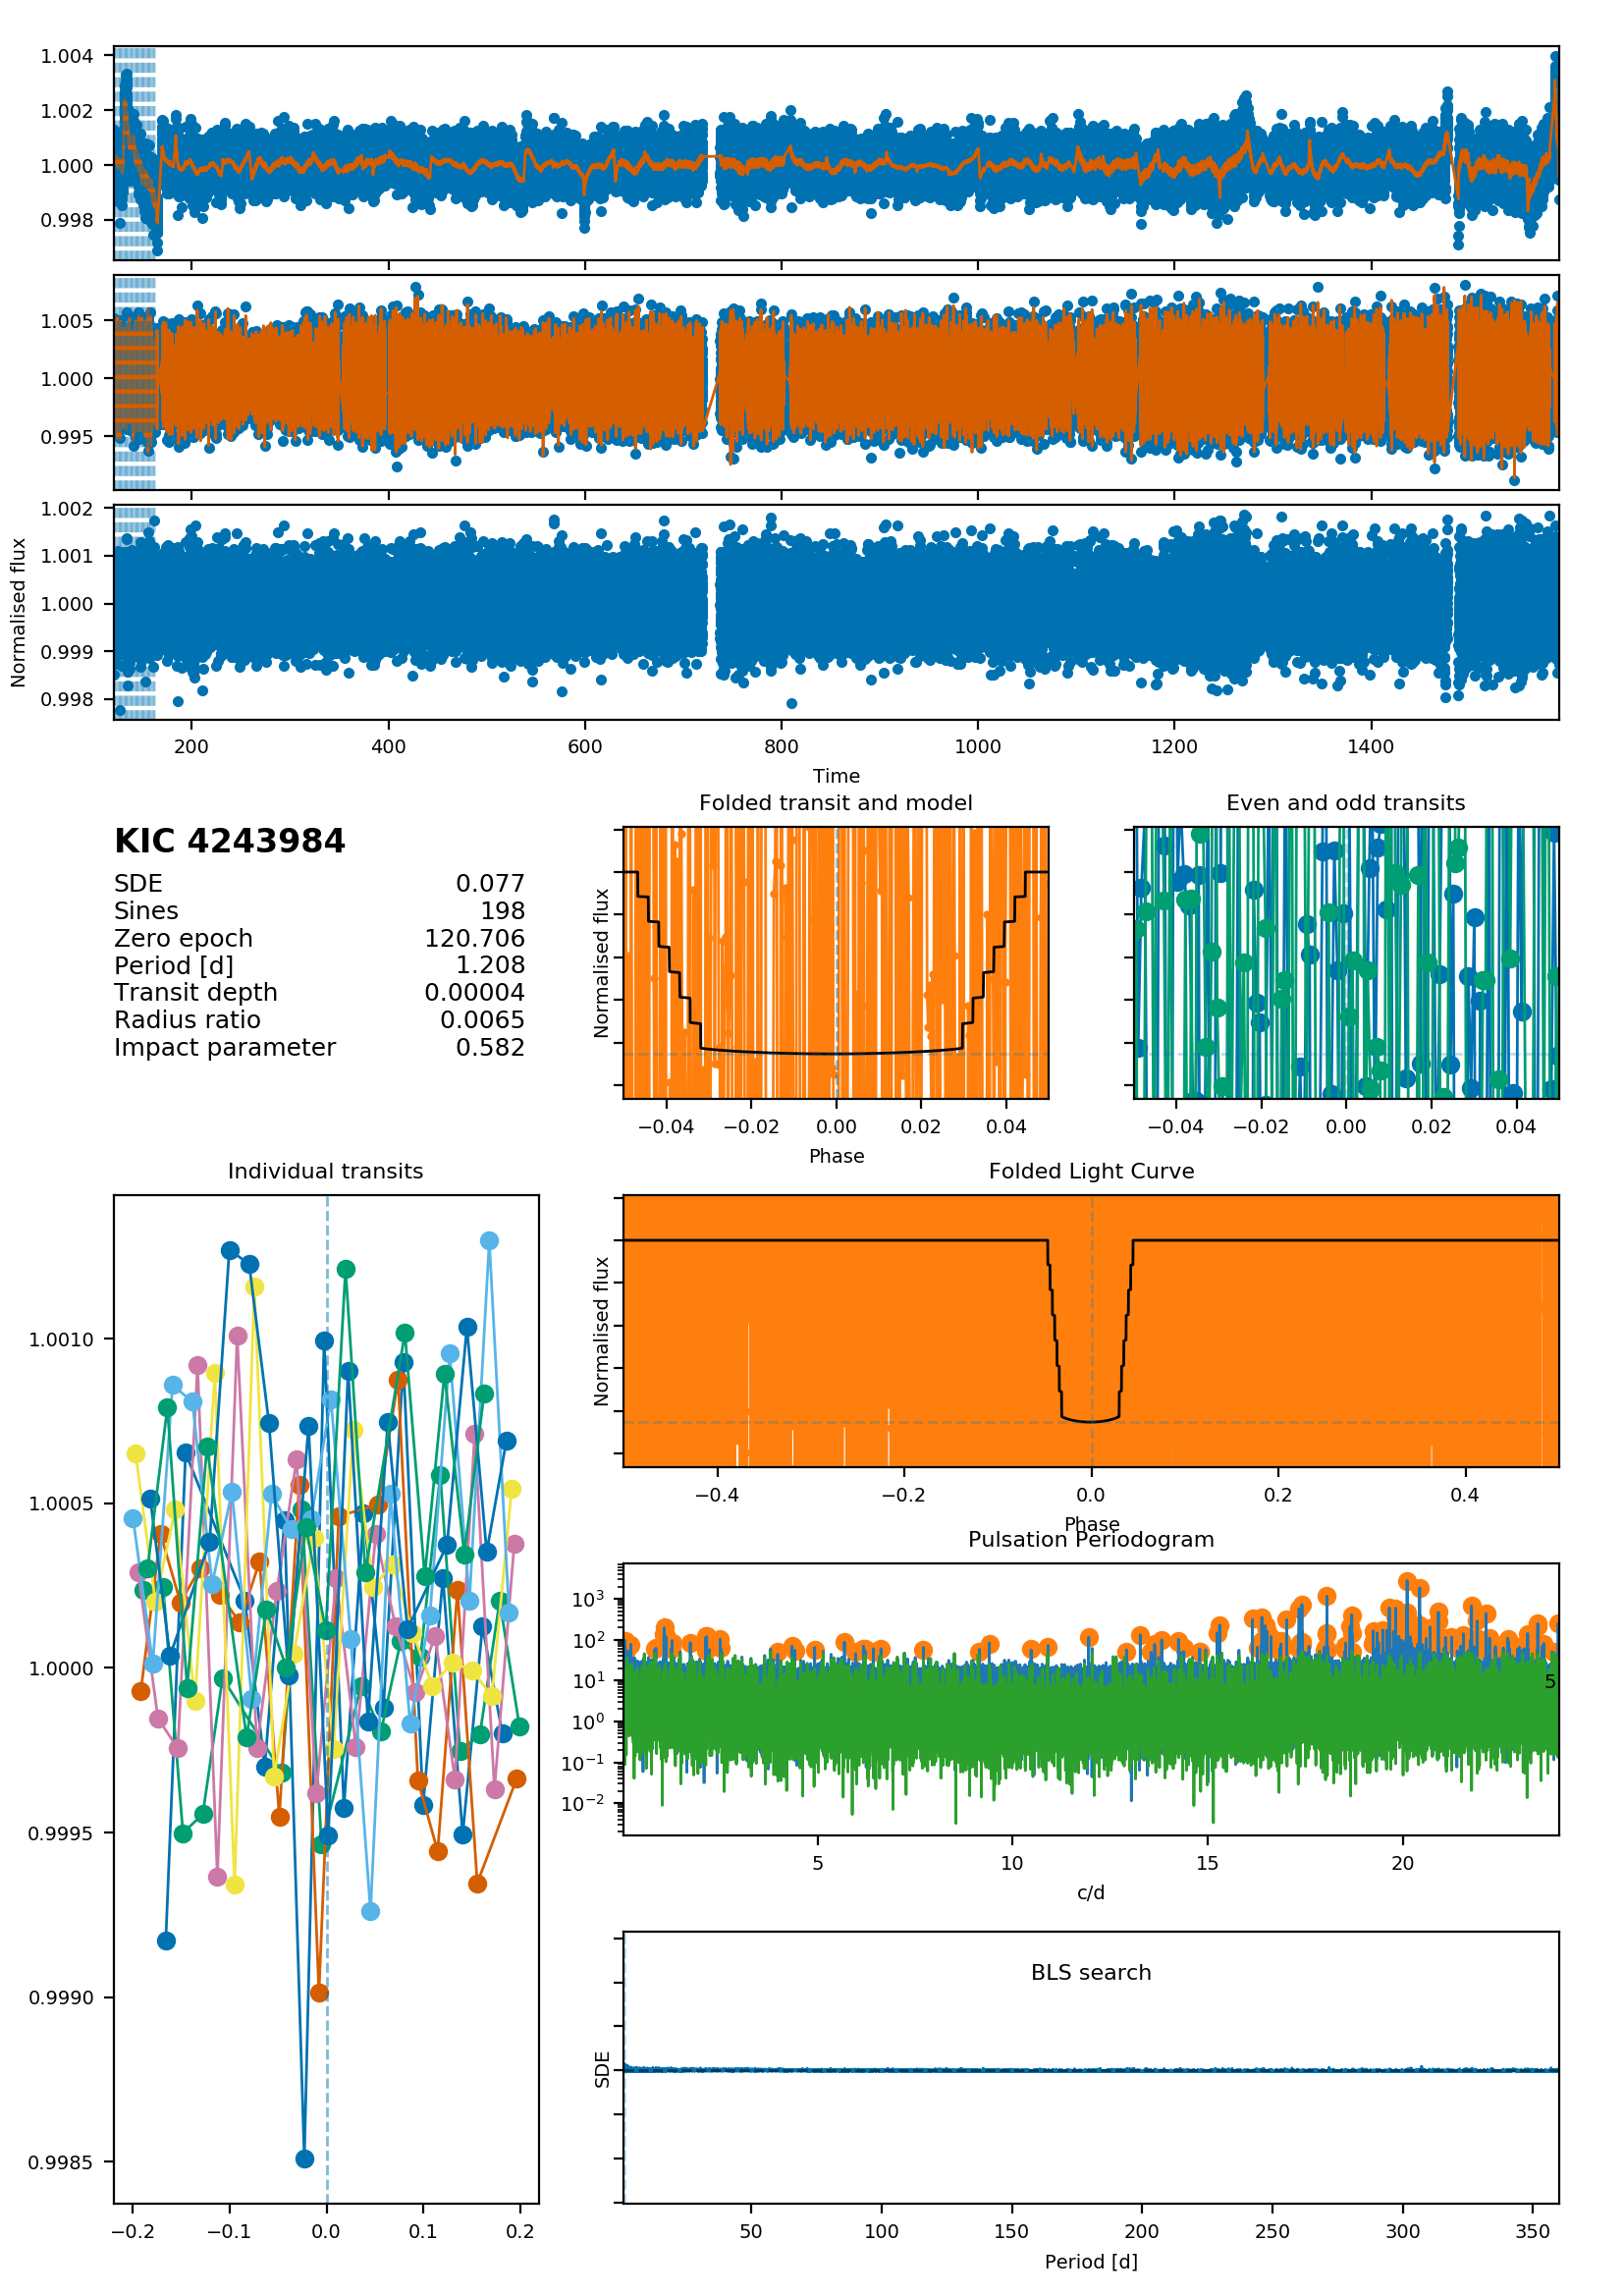 1.004
1.002
1.000
0.998
1.005
1.000
0.995
1.002
1.001
1.000
0.999
0.998
Normalised flux
200 400 600 800 1000 1200 1400
Time
KIC 4243984
SDE 0.077
Sines 198
Zero epoch 120.706
Period [d] 1.208
Transit depth 0.00004
Radius ratio 0.0065
Impact parameter 0.582
Folded transit and model
Normalised flux
−0.04 −0.02 0.00 0.02 0.04
Phase
Even and odd transits
−0.04 −0.02 0.00 0.02 0.04
Individual transits
1.0010
1.0005
1.0000
0.9995
0.9990
0.9985
−0.2 −0.1 0.0 0.1 0.2
Folded Light Curve
Normalised flux
−0.4 −0.2 0.0 0.2 0.4
Phase
Pulsation Periodogram
10³
10²
10¹
10⁰
10⁻¹
10⁻²
5
5 10 15 20
c/d
BLS search
SDE
50 100 150 200 250 300 350
Period [d]